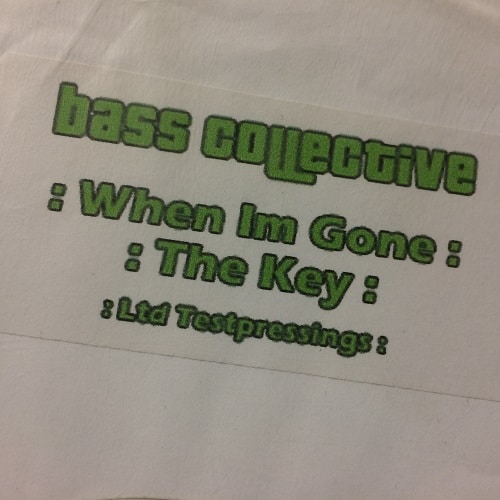 bass collective
: When Im Gone :
: The Key :
: Ltd Testpressings :